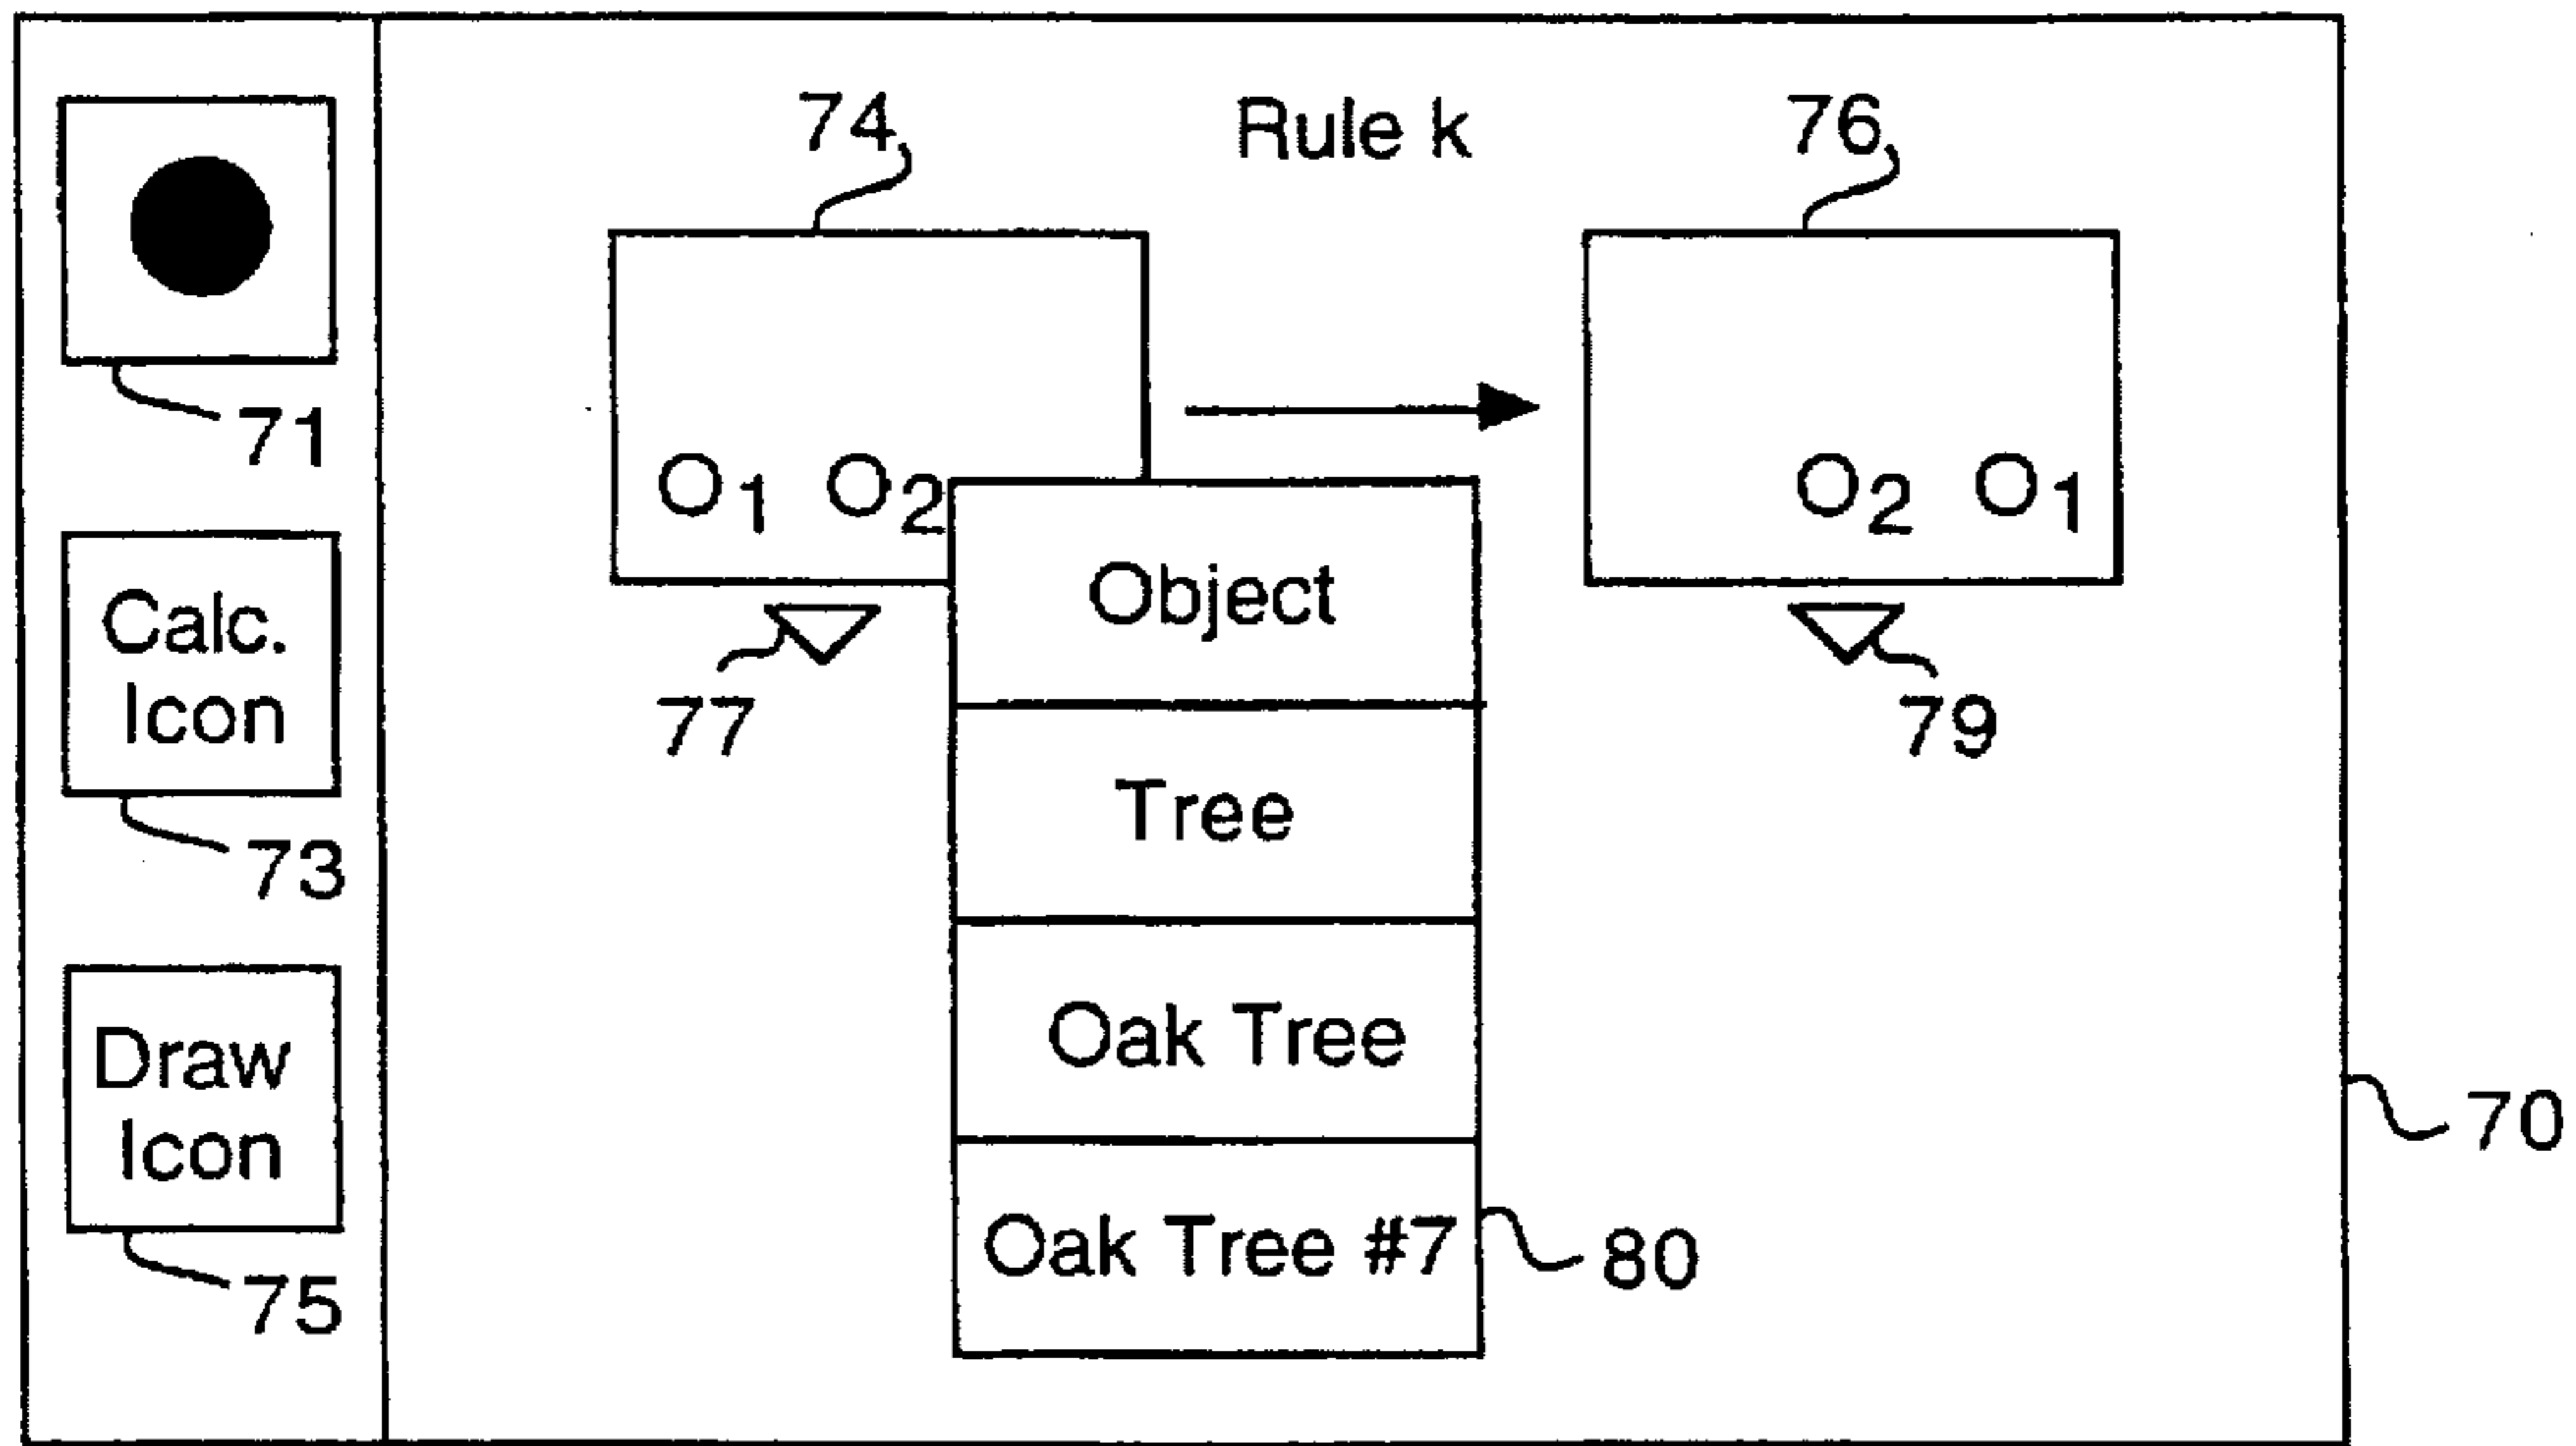 74 Rule k 76
71
O1 O2
O2 O1
Object
Calc.
Icon
77
79
Tree
73
Oak Tree
Draw
Icon
70
Oak Tree #7
80
75